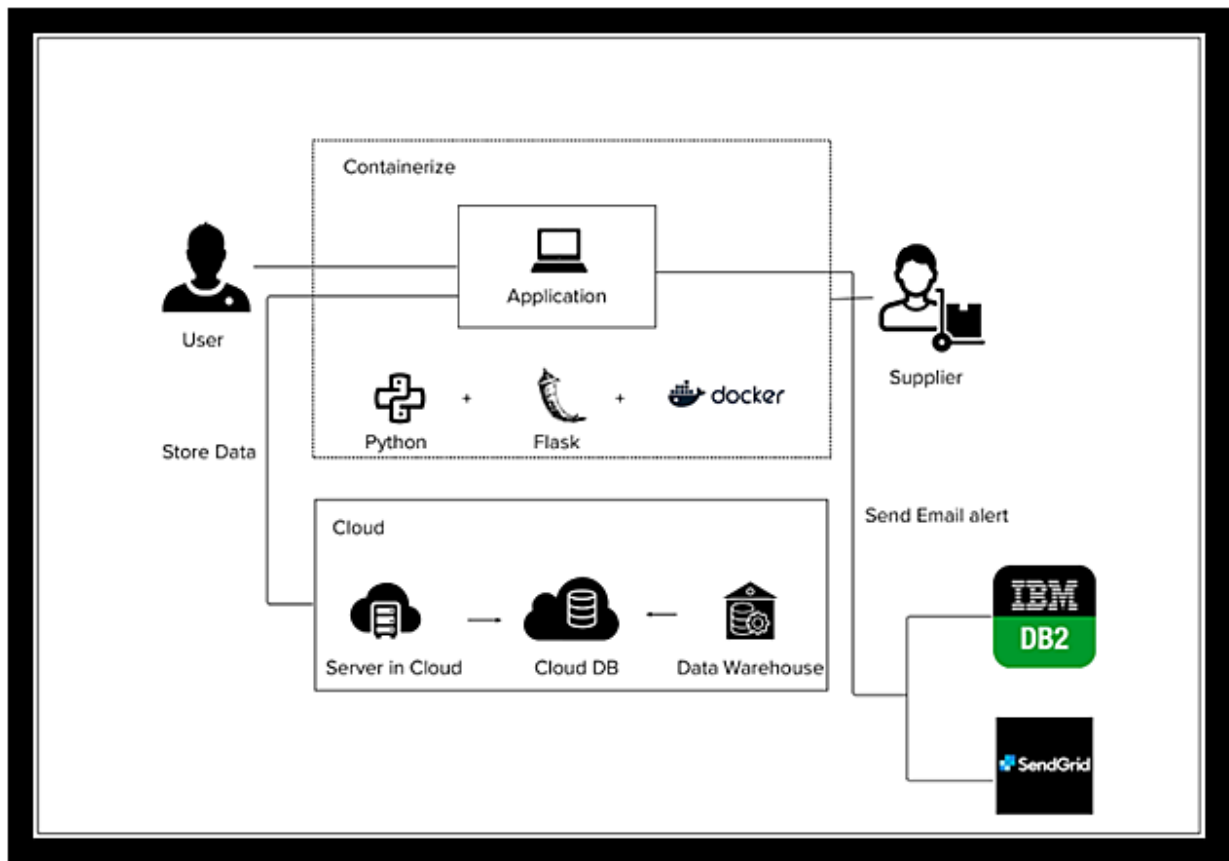 Containerize
Application
User
Supplier
+
+
docker
Python
Flask
Store Data
Send Email alert
Cloud
IBM
DB2
Server in Cloud
Cloud DB
Data Warehouse
SendGrid